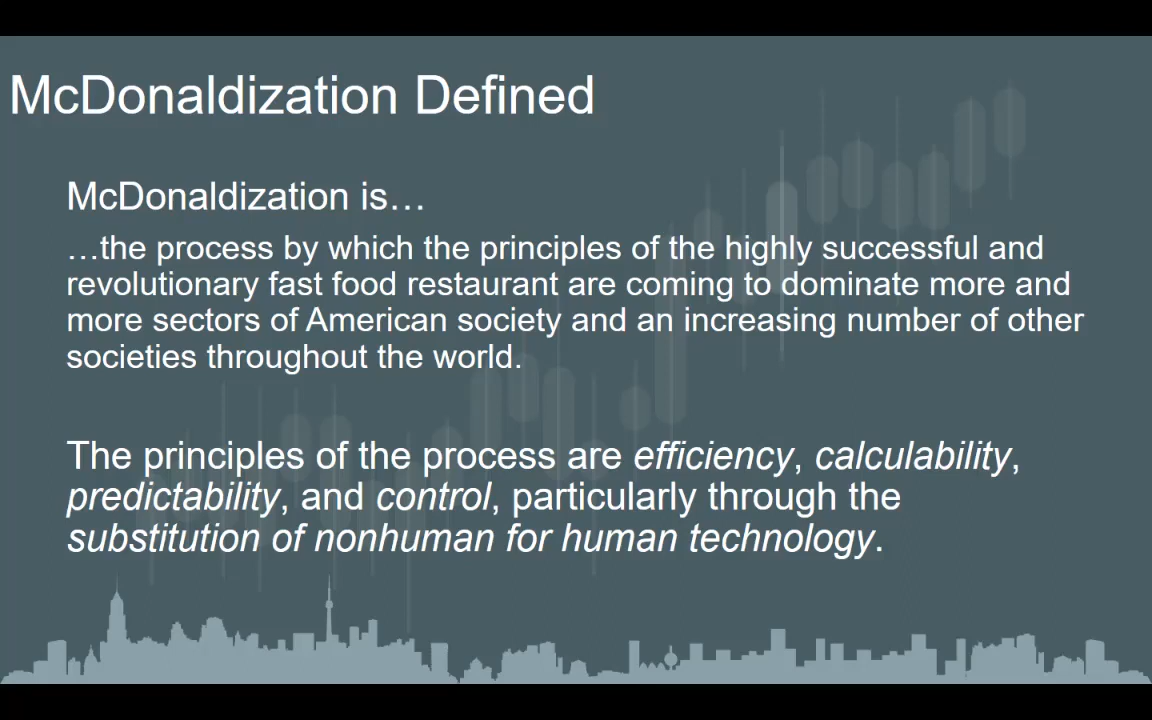 McDonaldization Defined
McDonaldization is…
…the process by which the principles of the highly successful and
revolutionary fast food restaurant are coming to dominate more and
more sectors of American society and an increasing number of other
societies throughout the world.
The principles of the process are efficiency, calculability,
predictability, and control, particularly through the
substitution of nonhuman for human technology.